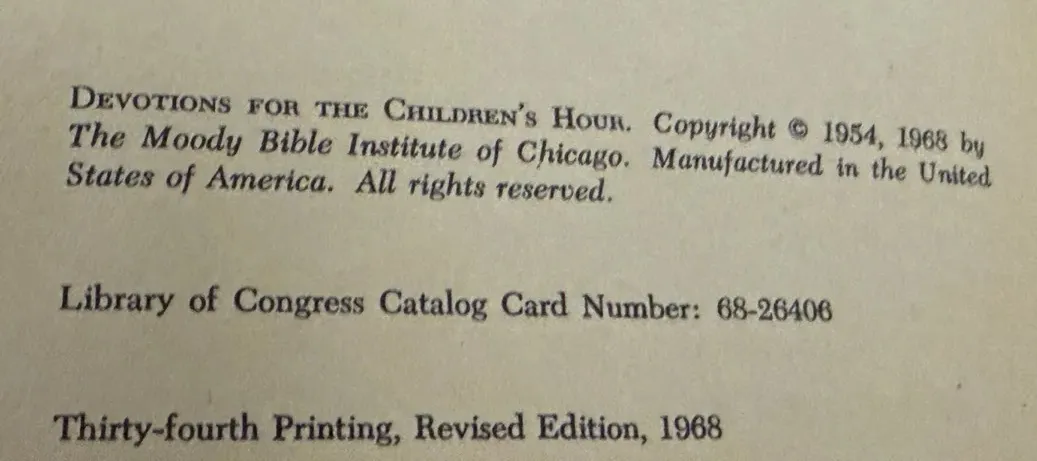 DEVOTIONS FOR THE CHILDREN'S HOUR. Copyright © 1954, 1968 by
The Moody Bible Institute of Chicago. Manufactured in the United
States of America. All rights reserved.
Library of Congress Catalog Card Number: 68-26406
Thirty-fourth Printing, Revised Edition, 1968